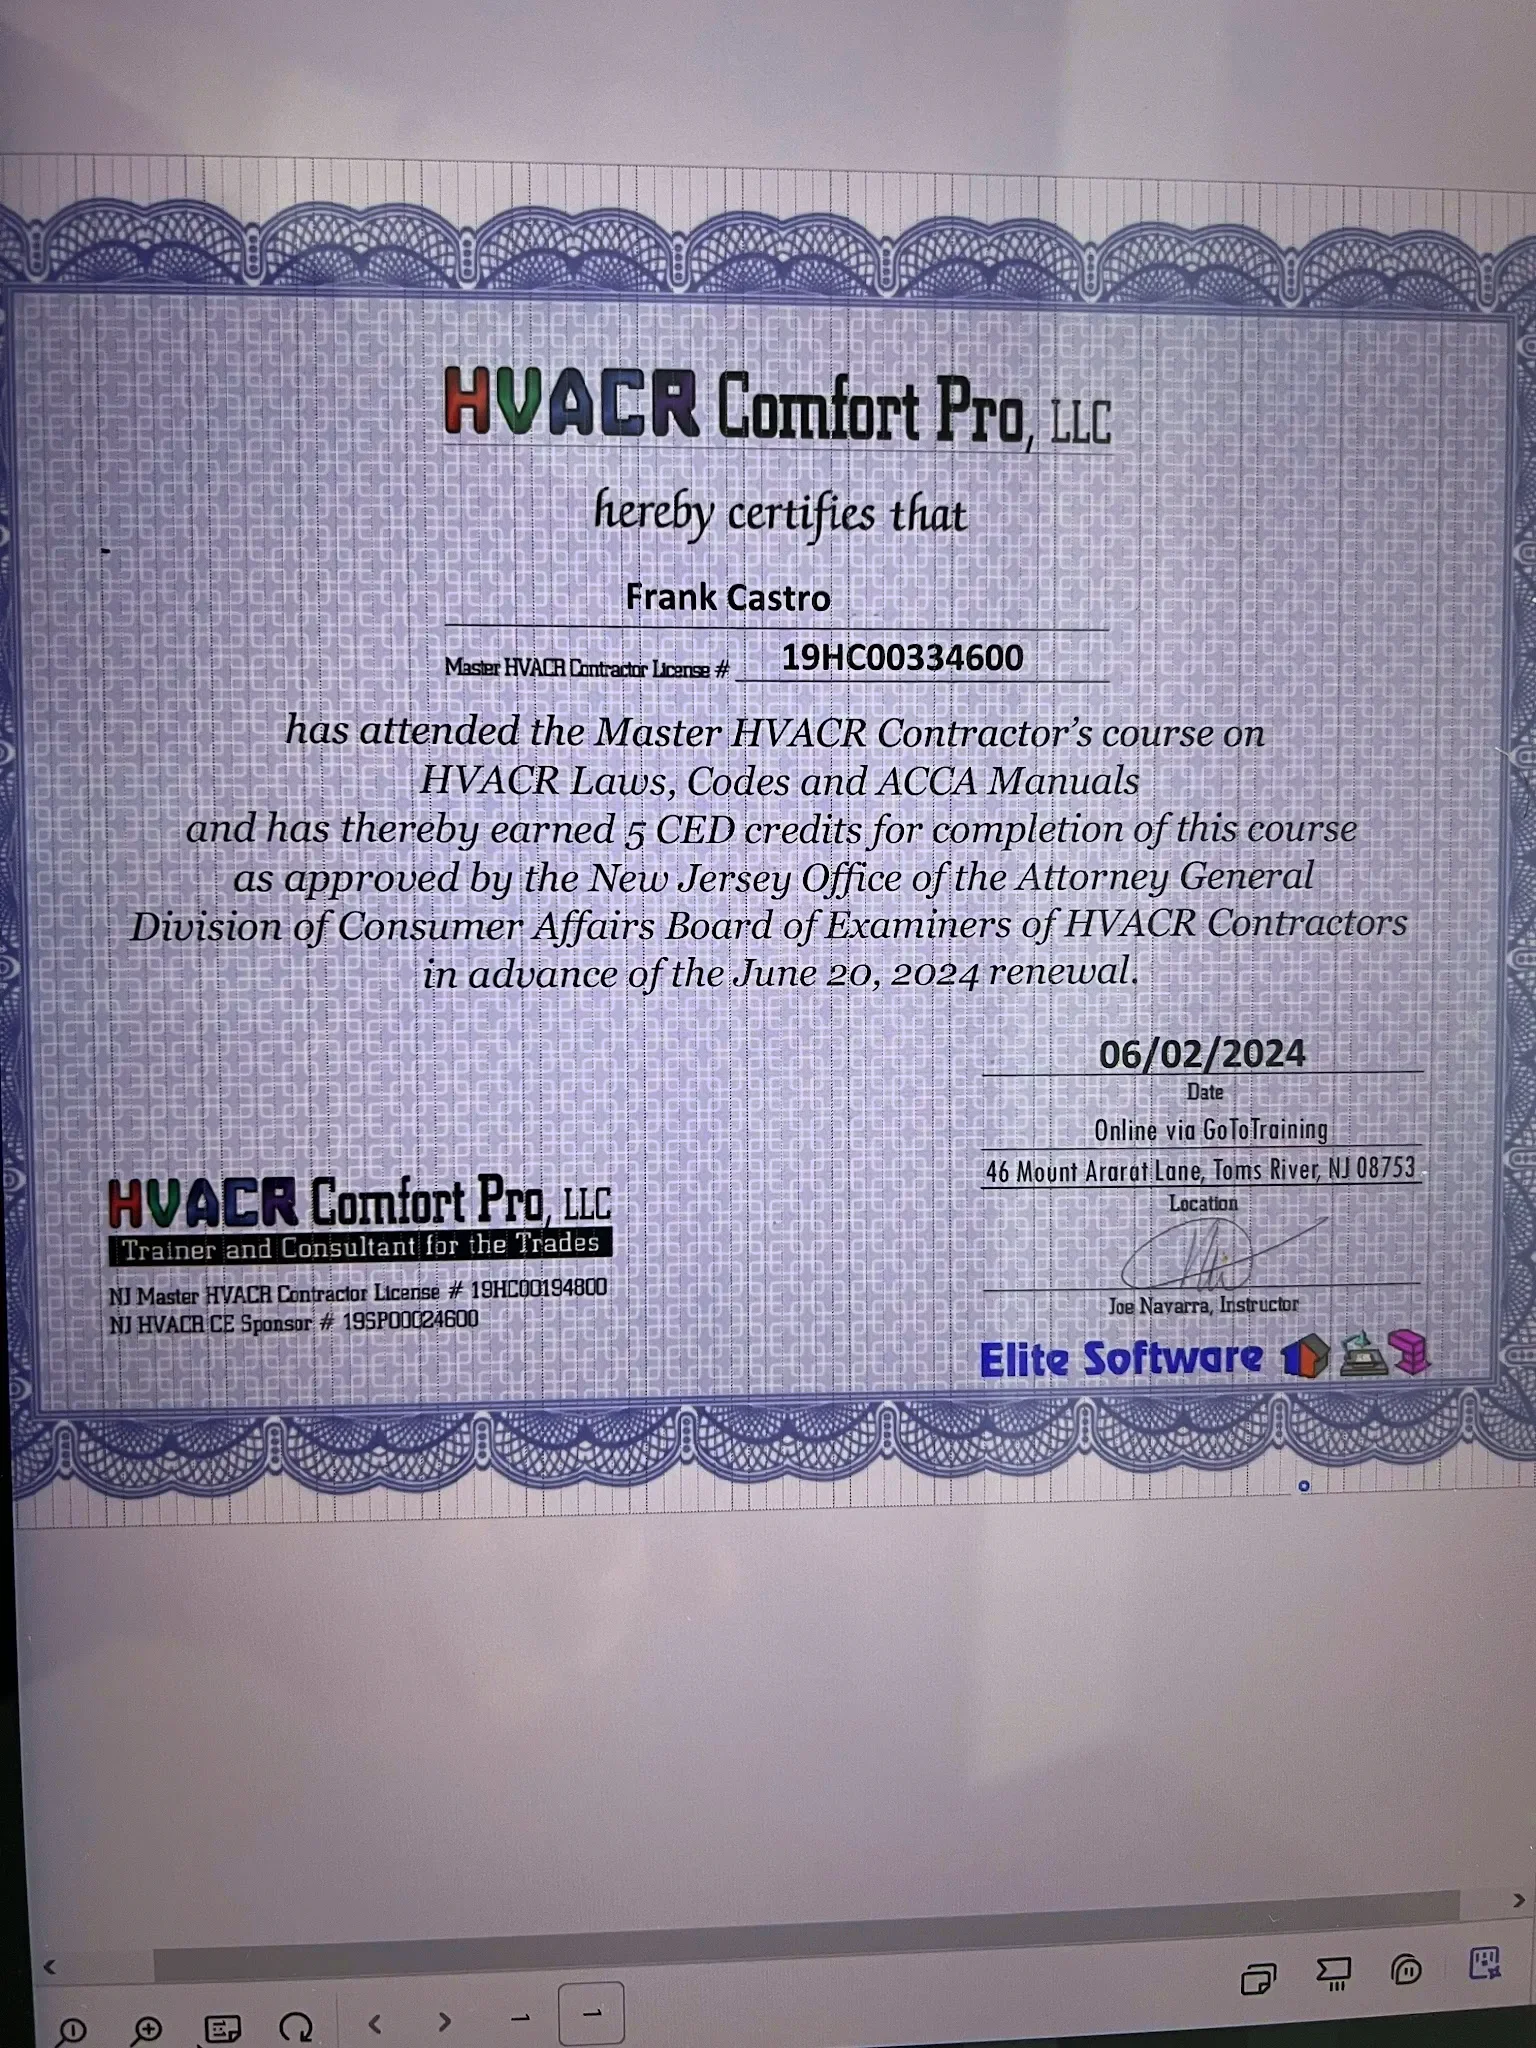 HVACR Comfort Pro, LLC
hereby certifies that
Frank Castro
Master HVACR Contractor License # 19HC00334600
has attended the Master HVACR Contractor's course on
HVACR Laws, Codes and ACCA Manuals
and has thereby earned 5 CED credits for completion of this course
as approved by the New Jersey Office of the Attorney General
Division of Consumer Affairs Board of Examiners of HVACR Contractors
in advance of the June 20, 2024 renewal.
06/02/2024
Date
Online via GoToTraining
46 Mount Ararat Lane, Toms River, NJ 08753
Location
Joe Navarra, Instructor
Elite Software
HVACR Comfort Pro, LLC
Trainer and Consultant for the Trades
NJ Master HVACR Contractor License # 19HC00194800
NJ HVACR CE Sponsor # 19SP00024600
1
1